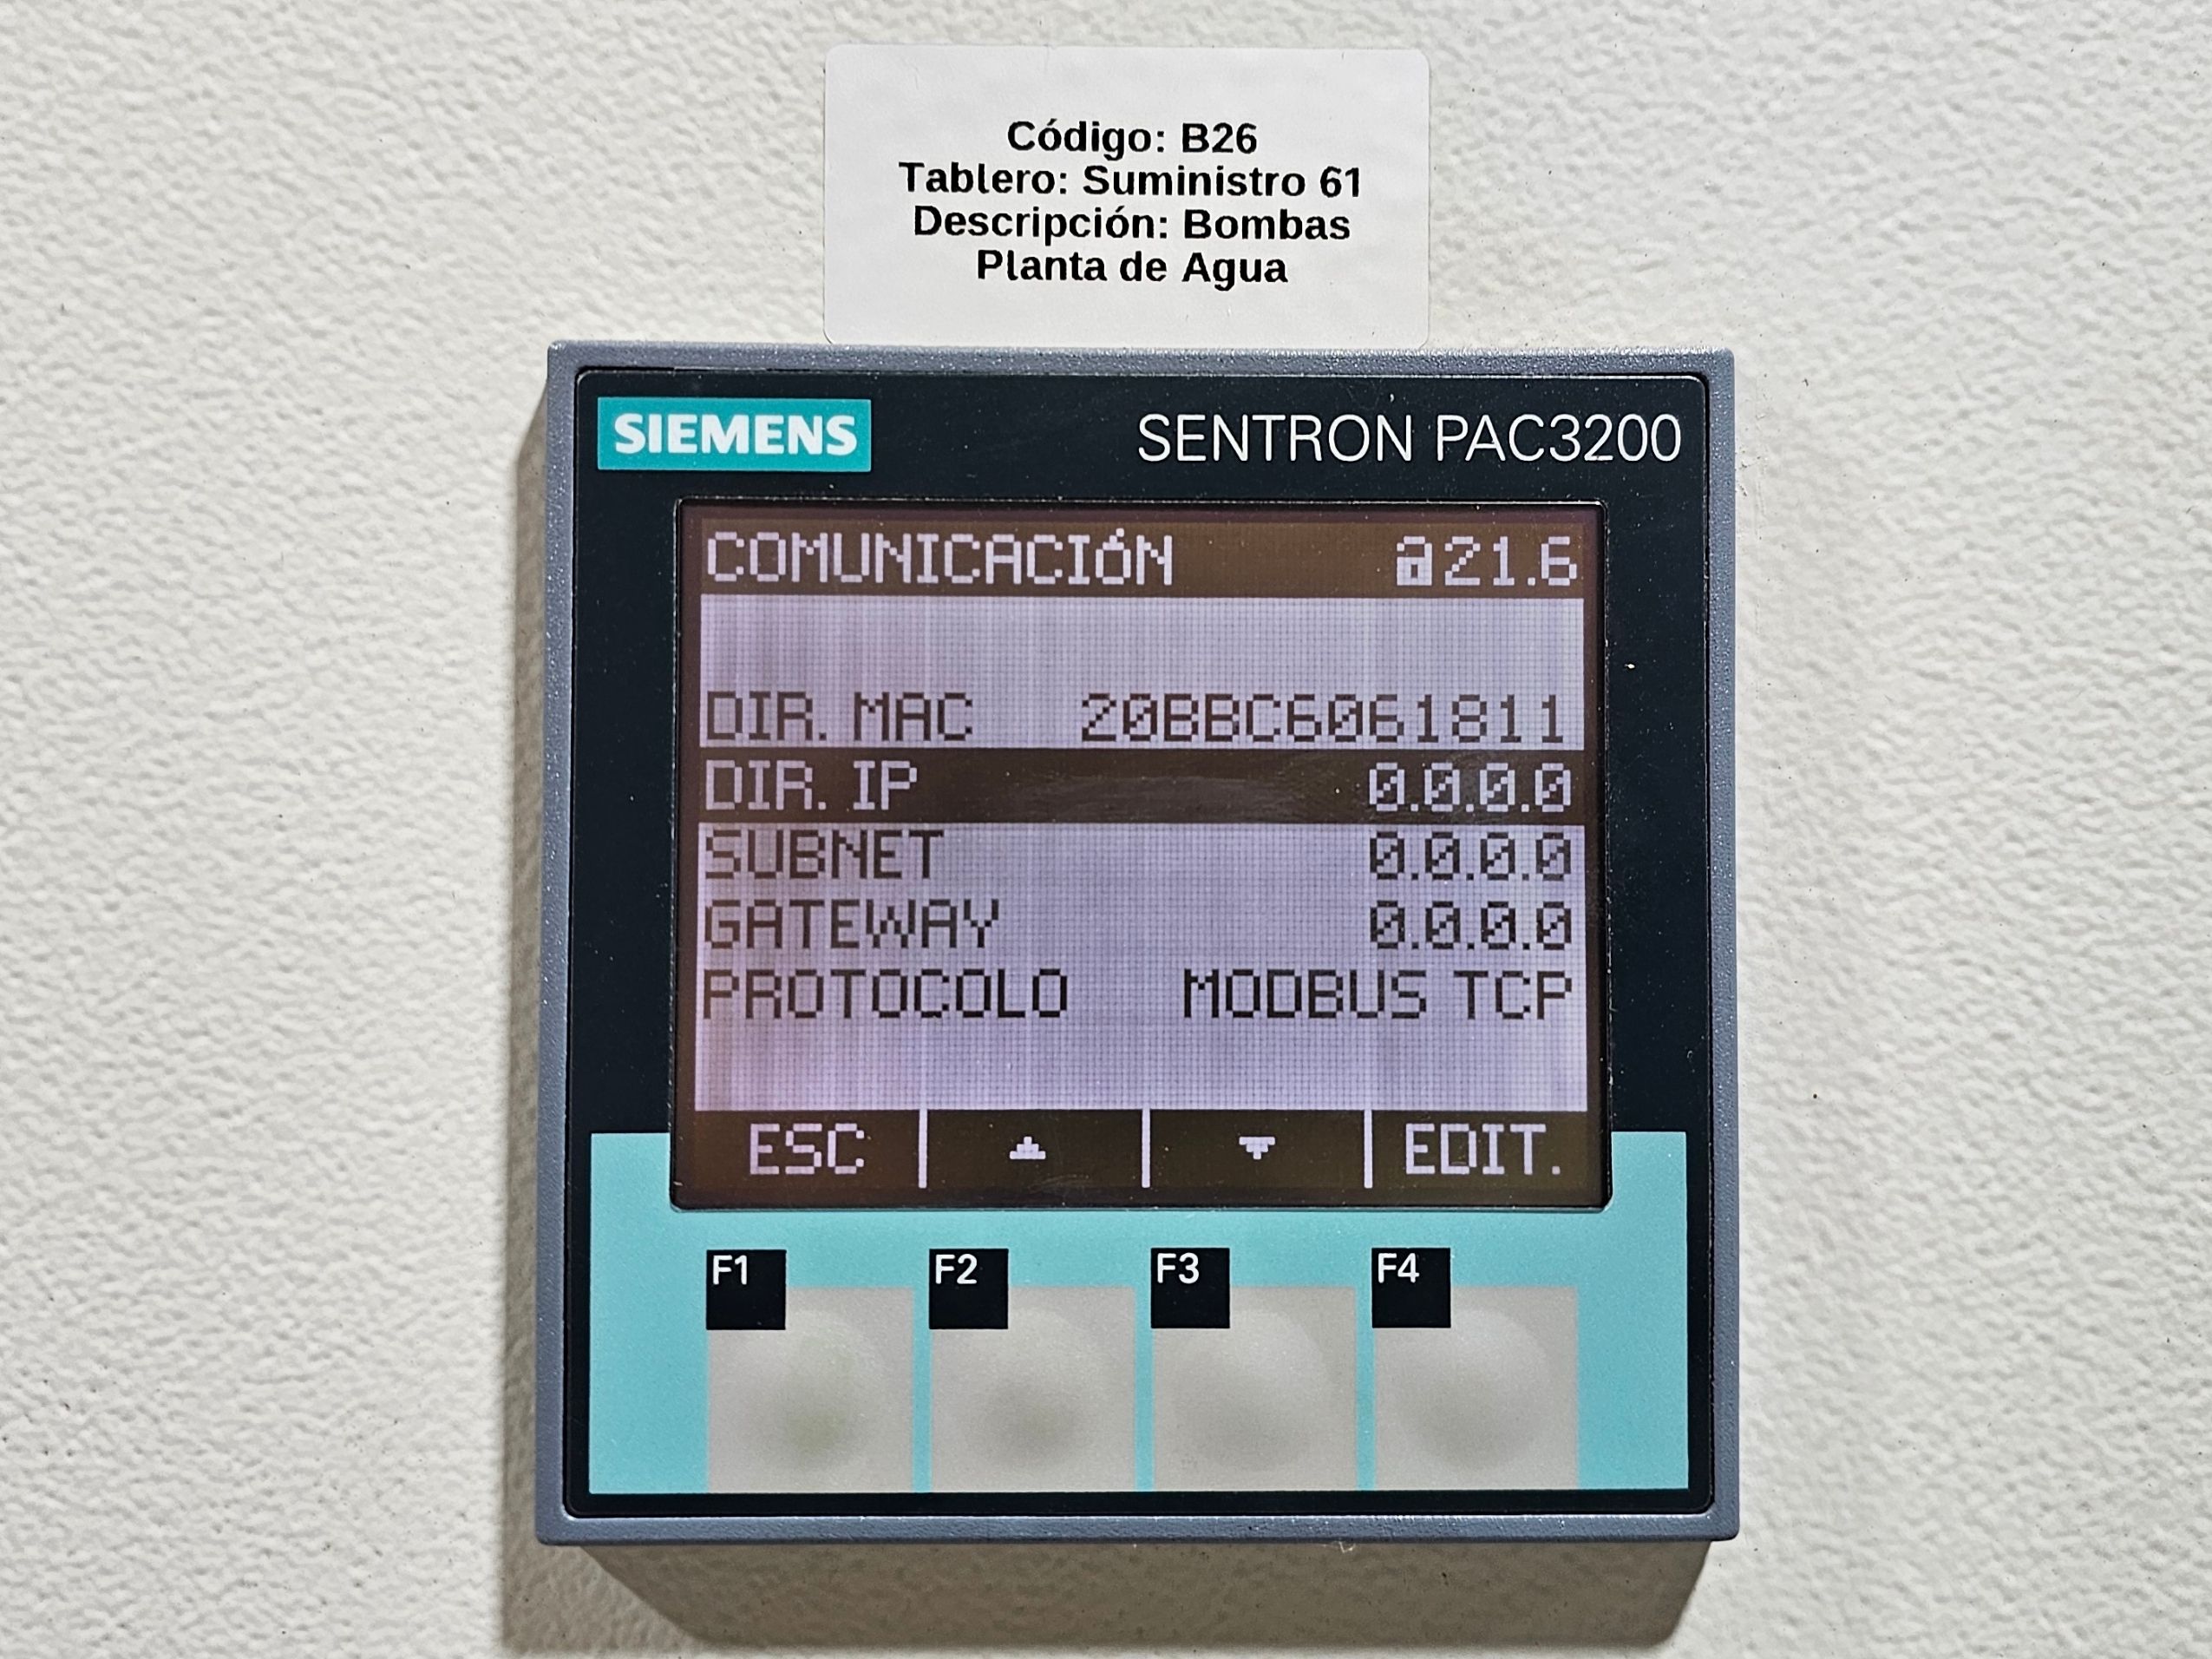 Código: B26
Tablero: Suministro 61
Descripción: Bombas
Planta de Agua
SIEMENS SENTRON PAC3200
COMUNICACIÓN 21.6
DIR. MAC 20BBC6061811
DIR. IP 0.0.0.0
SUBNET 0.0.0.0
GATEWAY 0.0.0.0
PROTOCOLO MODBUS TCP
ESC EDIT.
F1 F2 F3 F4